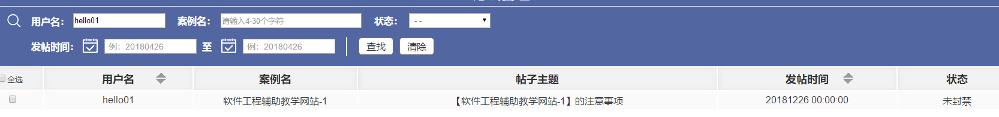 用户名： hello01 案例名： 请输入4-30个字符 状态： - -
发帖时间： 例：20180426 至 例：20180426 查找 清除
全选 用户名 案例名 帖子主题 发帖时间 状态
hello01 软件工程辅助教学网站-1 【软件工程辅助教学网站-1】的注意事项 20181226 00:00:00 未封禁